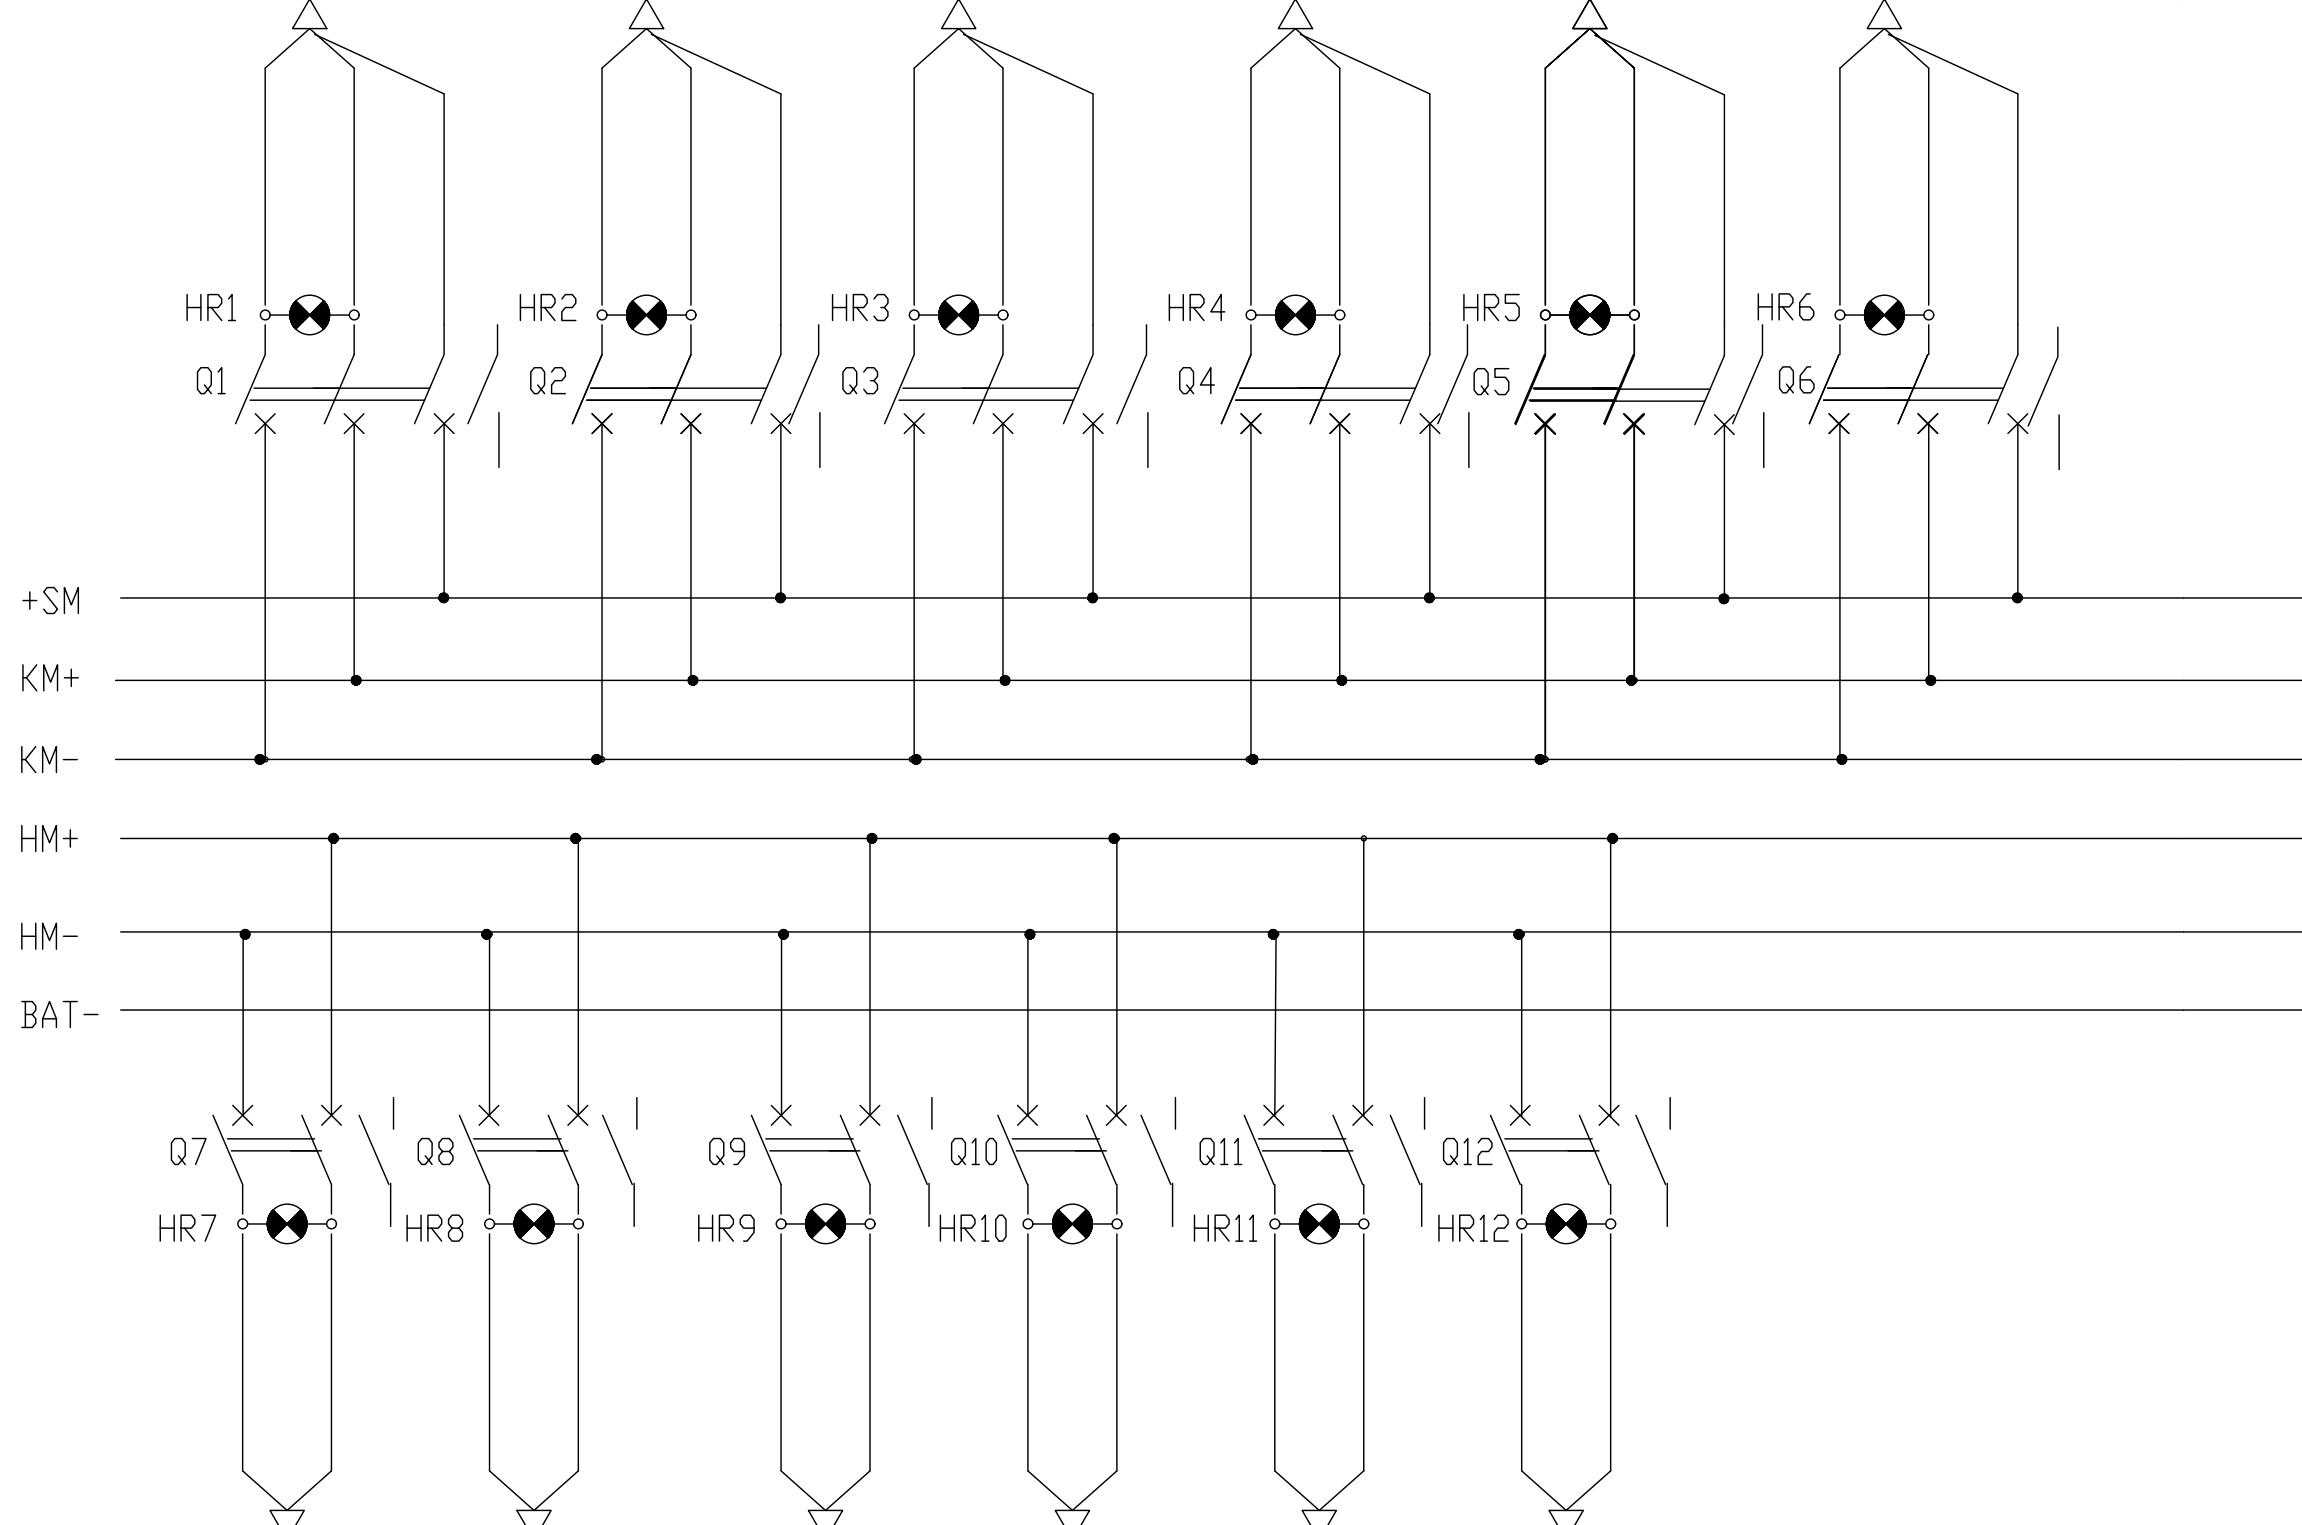 HR1 HR2 HR3 HR4 HR5 HR6
Q1 Q2 Q3 Q4 Q5 Q6
+SM
KM+
KM-
HM+
HM-
BAT-
Q7 Q8 Q9 Q10 Q11 Q12
HR7 HR8 HR9 HR10 HR11 HR12